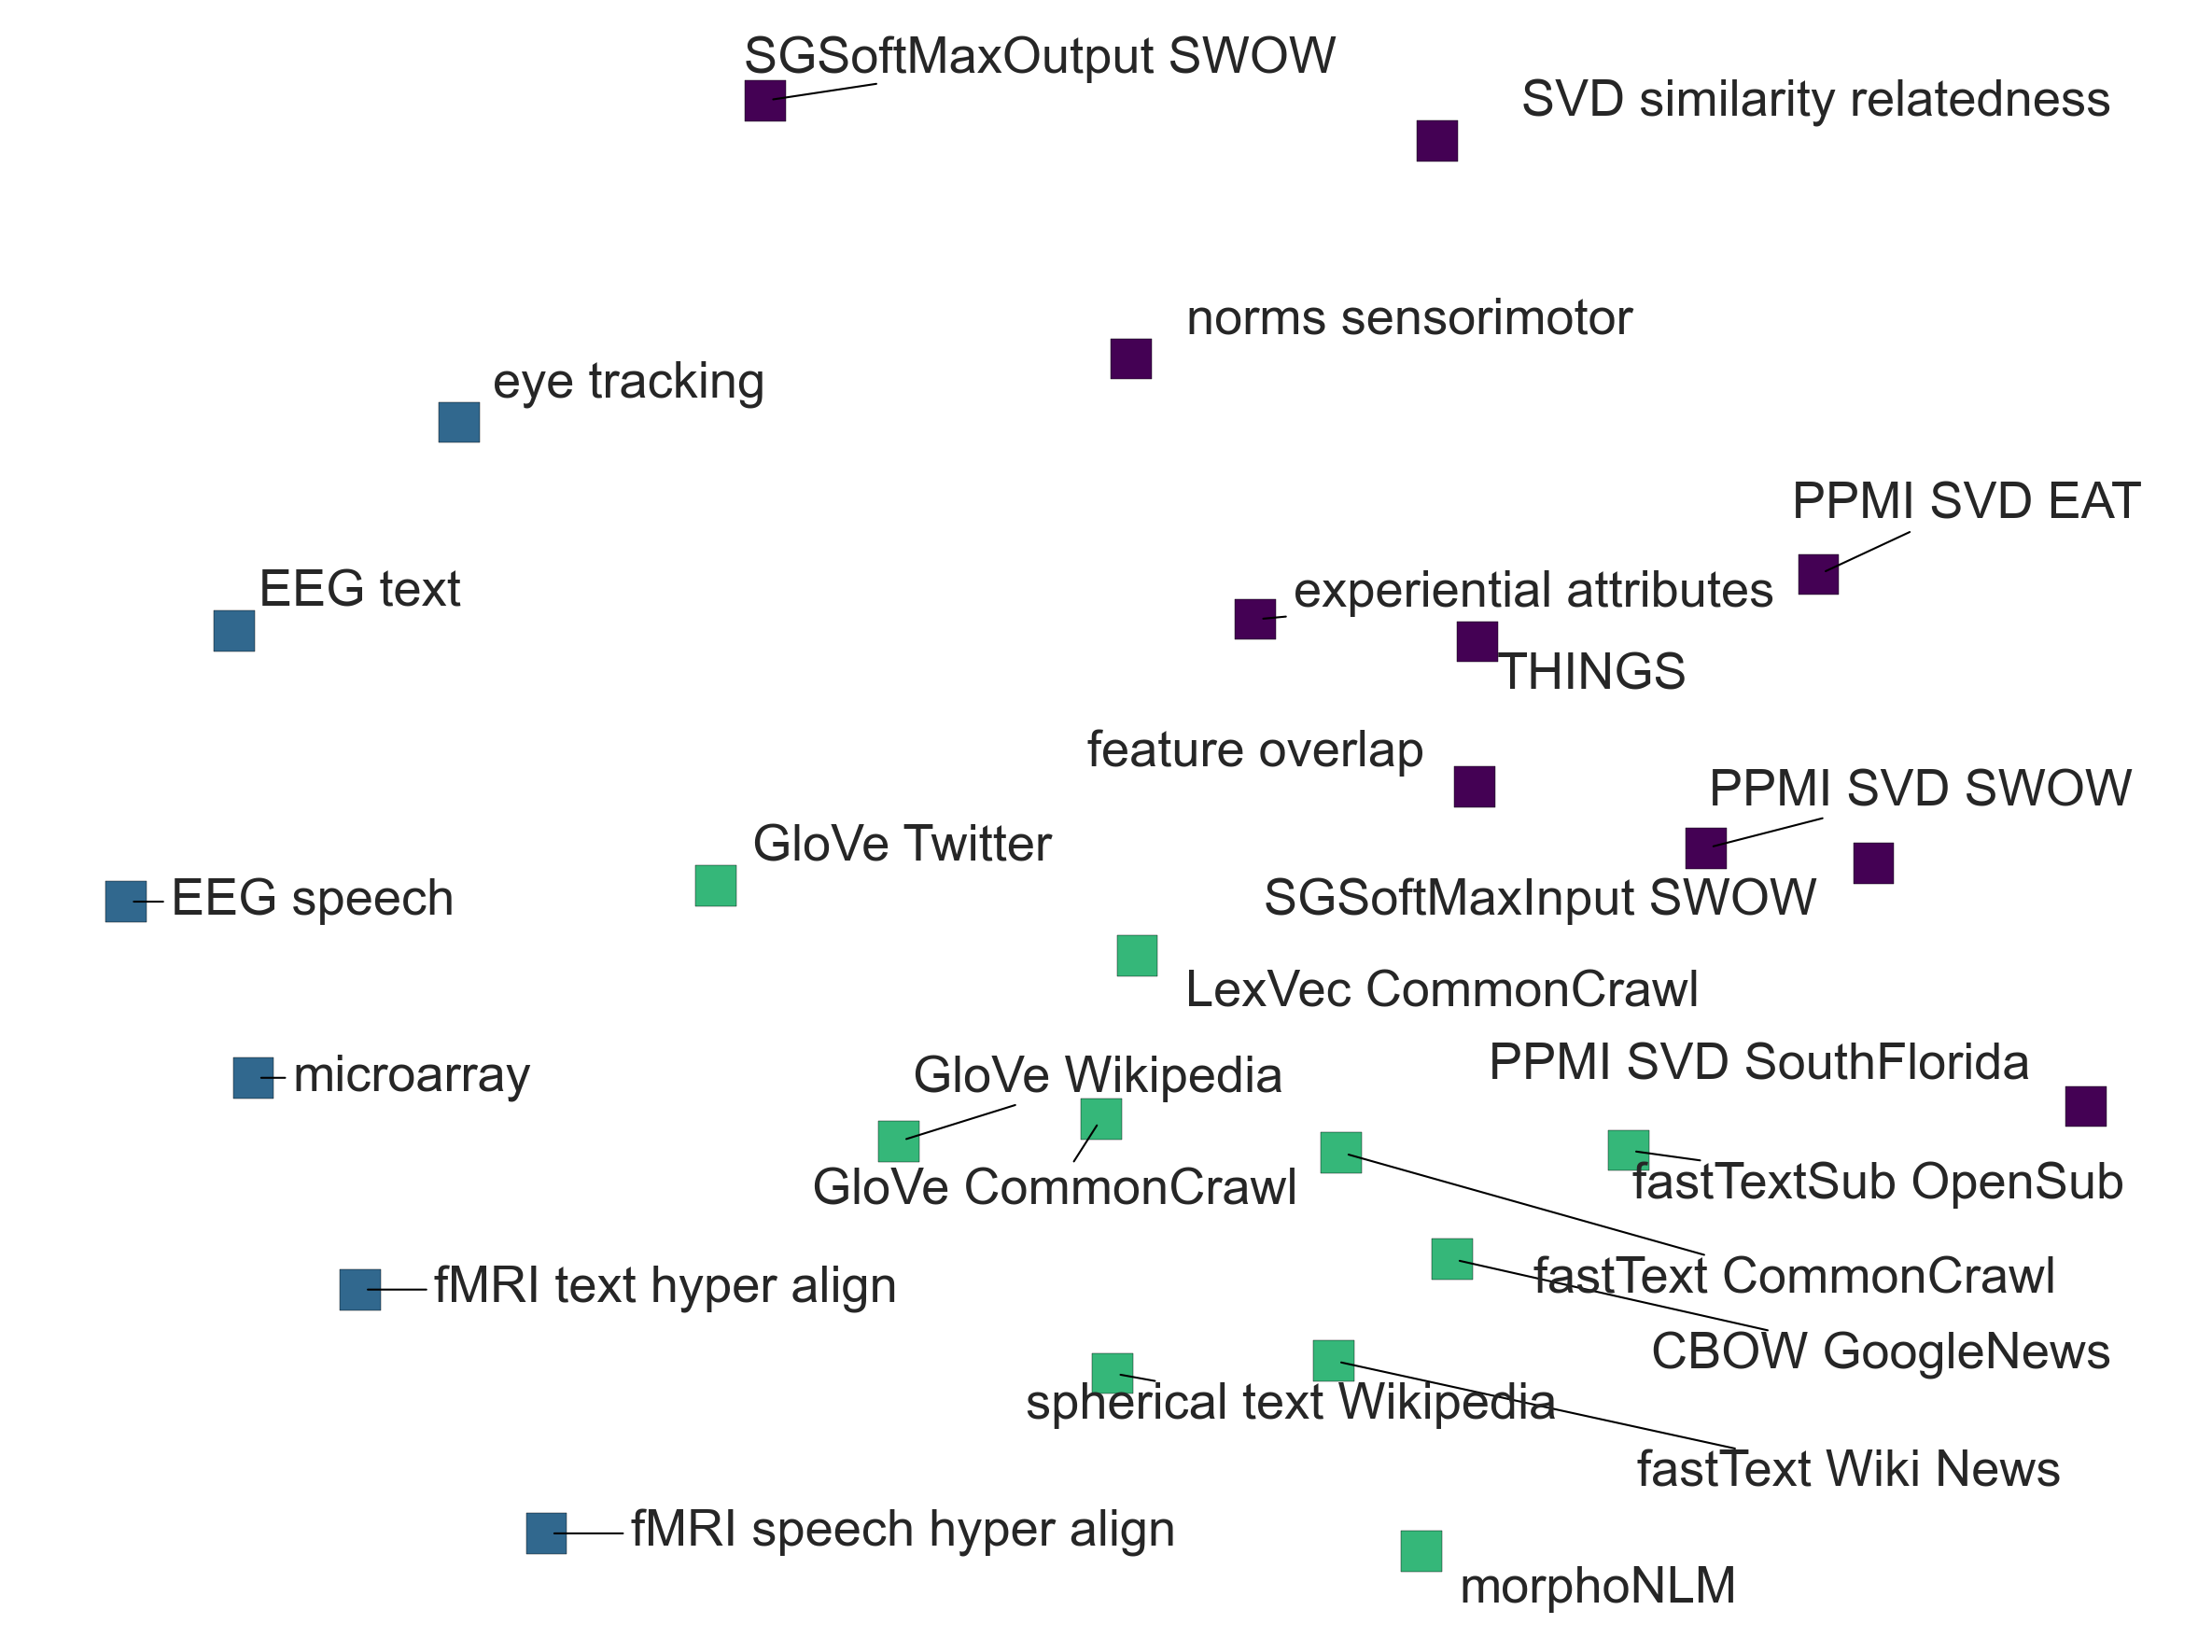 SGSoftMaxOutput SWOW
SVD similarity relatedness
norms sensorimotor
eye tracking
PPMI SVD EAT
EEG text
experiential attributes
THINGS
feature overlap
PPMI SVD SWOW
GloVe Twitter
EEG speech
SGSoftMaxInput SWOW
LexVec CommonCrawl
PPMI SVD SouthFlorida
microarray
GloVe Wikipedia
GloVe CommonCrawl
fastTextSub OpenSub
fMRI text hyper align
fastText CommonCrawl
CBOW GoogleNews
spherical text Wikipedia
fastText Wiki News
fMRI speech hyper align
morphoNLM